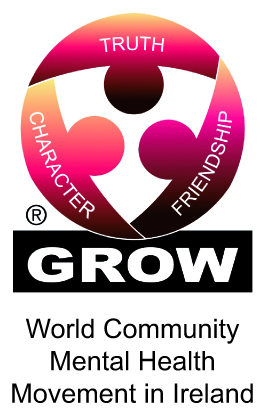 TRUTH
CHARACTER
FRIENDSHIP
®
GROW
World Community
Mental Health
Movement in Ireland